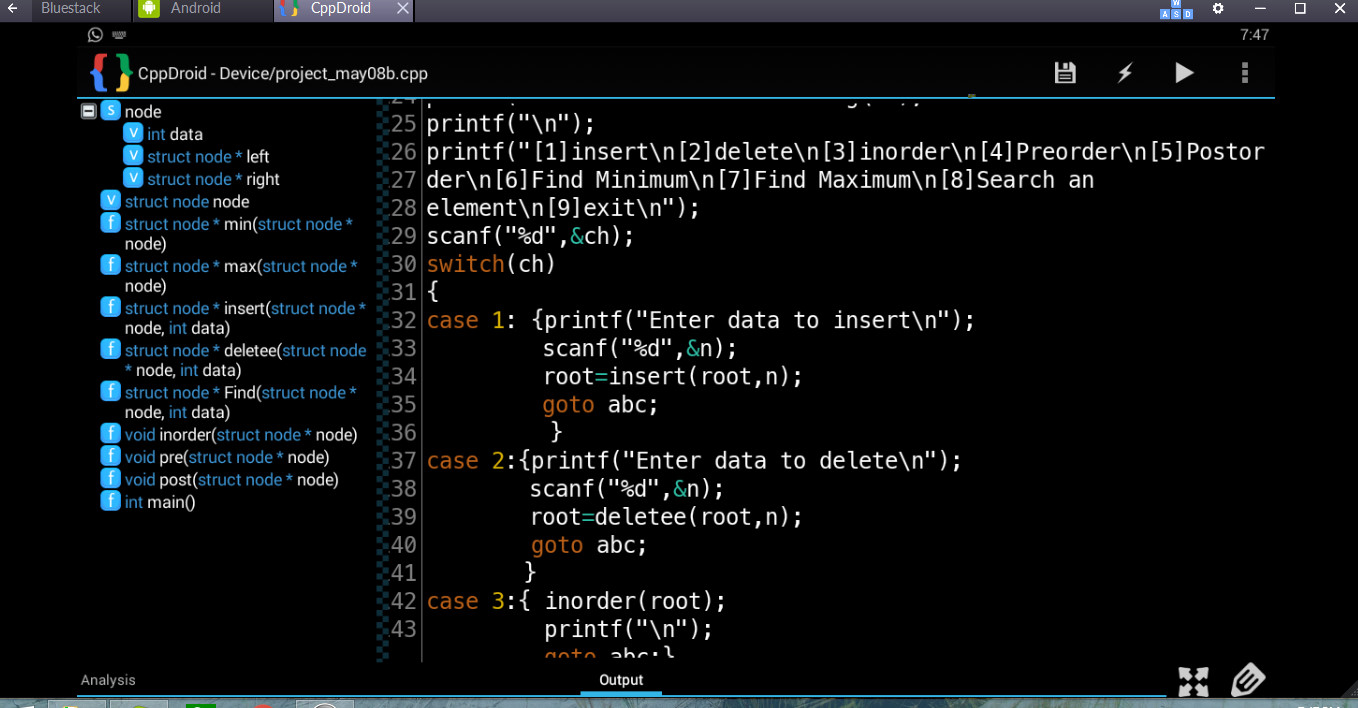 Bluestack Android CppDroid
W
A S D
7:47
CppDroid - Device/project_may08b.cpp
S node
V int data
V struct node * left
V struct node * right
V struct node node
f struct node * min(struct node *
node)
f struct node * max(struct node *
node)
f struct node * insert(struct node *
node, int data)
f struct node * deletee(struct node
* node, int data)
f struct node * Find(struct node *
node, int data)
f void inorder(struct node * node)
f void pre(struct node * node)
f void post(struct node * node)
f int main()
24
25 printf("\n");
26 printf("[1]insert\n[2]delete\n[3]inorder\n[4]Preorder\n[5]Postor
27 der\n[6]Find Minimum\n[7]Find Maximum\n[8]Search an
28 element\n[9]exit\n");
29 scanf("%d",&ch);
30 switch(ch)
31 {
32 case 1: {printf("Enter data to insert\n");
33 scanf("%d",&n);
34 root=insert(root,n);
35 goto abc;
36 }
37 case 2:{printf("Enter data to delete\n");
38 scanf("%d",&n);
39 root=deletee(root,n);
40 goto abc;
41 }
42 case 3:{ inorder(root);
43 printf("\n");
goto abc;}
Analysis Output